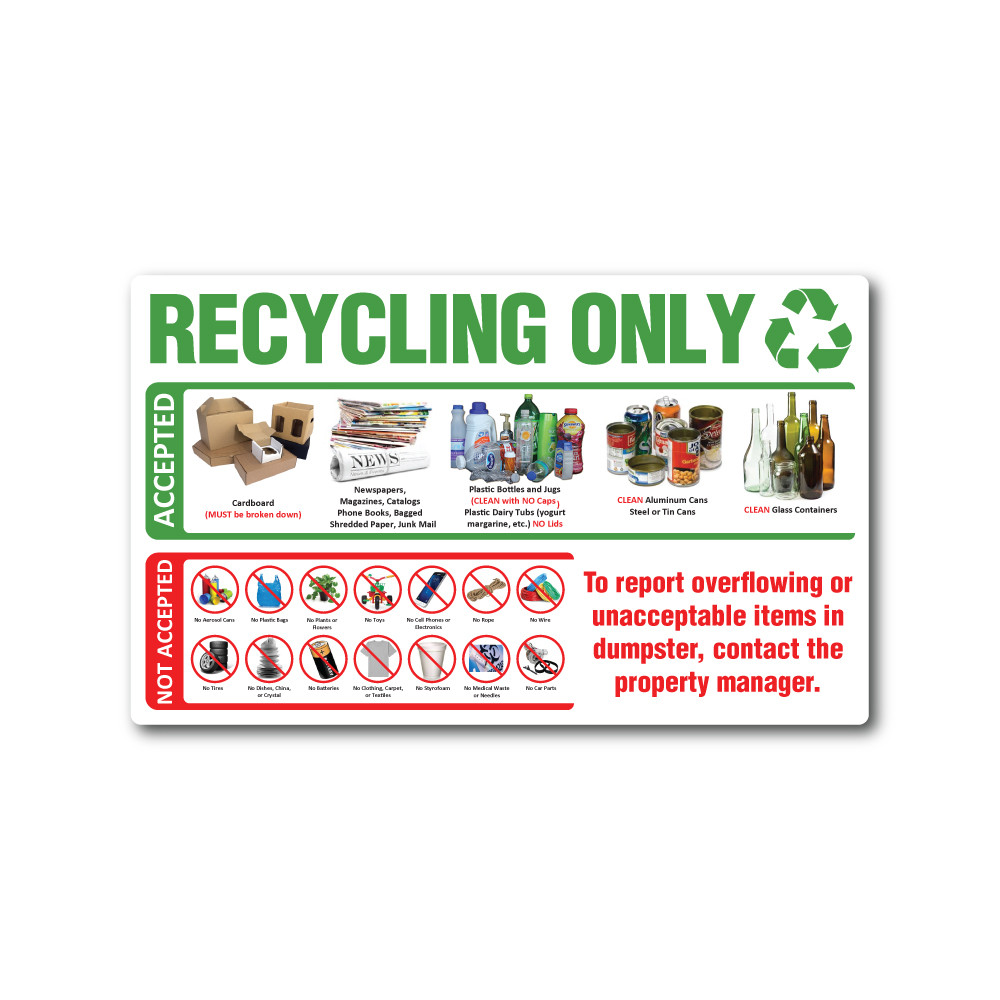 RECYCLING ONLY
ACCEPTED
Cardboard
(MUST be broken down)
NEWS
Newspapers,
Magazines, Catalogs
Phone Books, Bagged
Shredded Paper, Junk Mail
Plastic Bottles and Jugs
(CLEAN with NO Caps)
Plastic Dairy Tubs (yogurt
margarine, etc.) NO Lids
CLEAN Aluminum Cans
Steel or Tin Cans
CLEAN Glass Containers
NOT ACCEPTED
No Aerosol Cans
No Plastic Bags
No Plants or
Flowers
No Toys
No Cell Phones or
Electronics
No Rope
No Wire
No Tires
No Dishes, China,
or Crystal
No Batteries
No Clothing, Carpet,
or Textiles
No Styrofoam
No Medical Waste
or Needles
No Car Parts
To report overflowing or
unacceptable items in
dumpster, contact the
property manager.